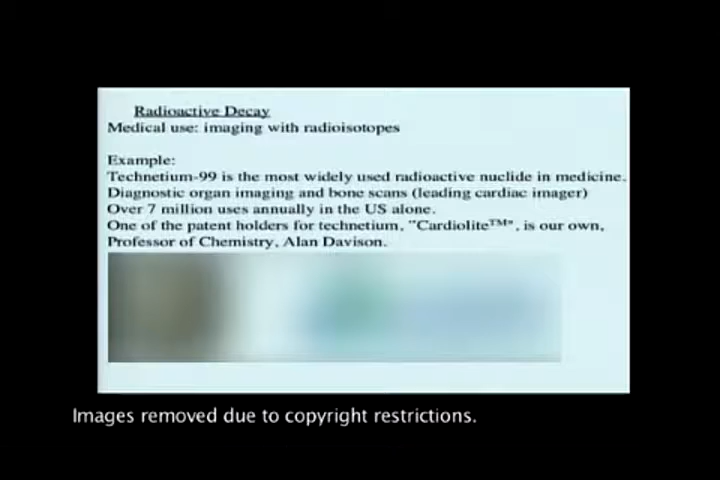 Radioactive Decay
Medical use: imaging with radioisotopes
Example:
Technetium-99 is the most widely used radioactive nuclide in medicine.
Diagnostic organ imaging and bone scans (leading cardiac imager)
Over 7 million uses annually in the US alone.
One of the patent holders for technetium, "Cardiolite™", is our own,
Professor of Chemistry, Alan Davison.
Images removed due to copyright restrictions.